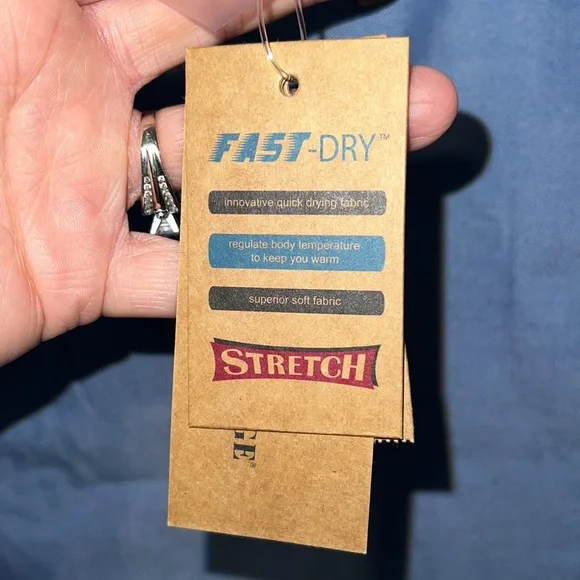 FAST-DRY™
innovative quick drying fabric
regulate body temperature
to keep you warm
superior soft fabric
STRETCH